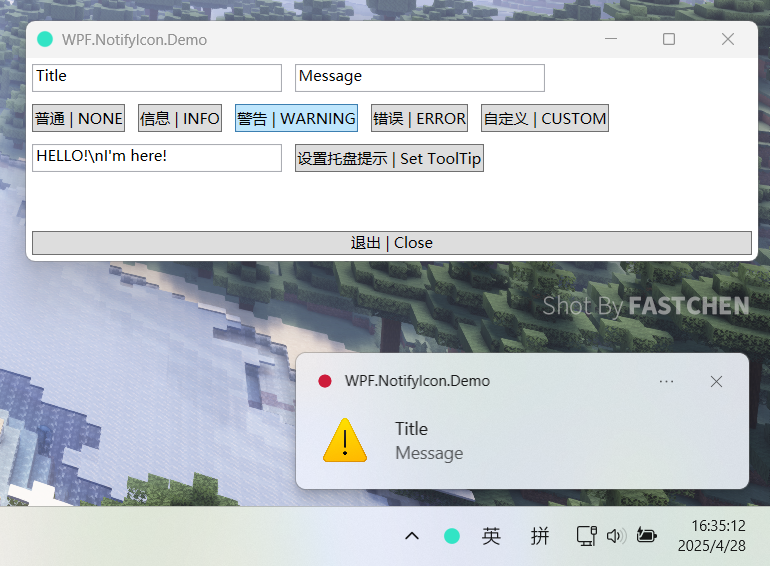 WPF.NotifyIcon.Demo
Title Message
普通 | NONE 信息 | INFO 警告 | WARNING 错误 | ERROR 自定义 | CUSTOM
HELLO!\nI'm here! 设置托盘提示 | Set ToolTip
退出 | Close
Shot By FASTCHEN
WPF.NotifyIcon.Demo
Title
Message
英 拼 16:35:12
2025/4/28